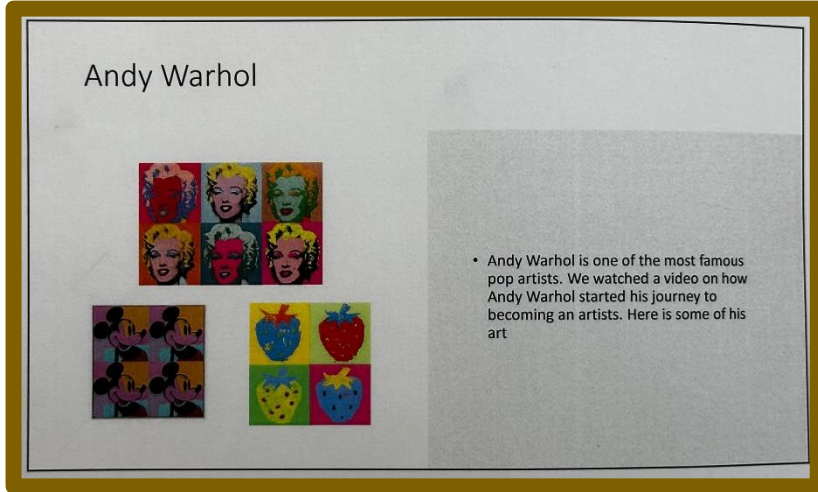 Andy Warhol
• Andy Warhol is one of the most famous
pop artists. We watched a video on how
Andy Warhol started his journey to
becoming an artists. Here is some of his
art